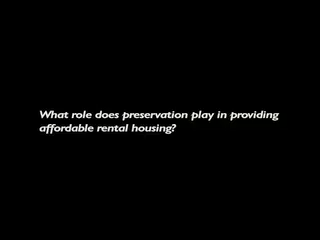 What role does preservation play in providing
affordable rental housing?